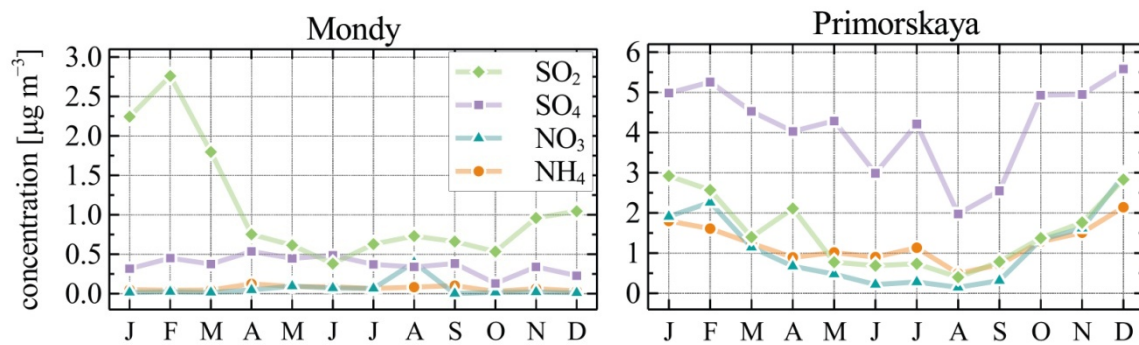 Mondy
Primorskaya
concentration [µg m⁻³]
3.0
2.5
2.0
1.5
1.0
0.5
0.0
SO₂
SO₄
NO₃
NH₄
J F M A M J J A S O N D
6
5
4
3
2
1
0
J F M A M J J A S O N D